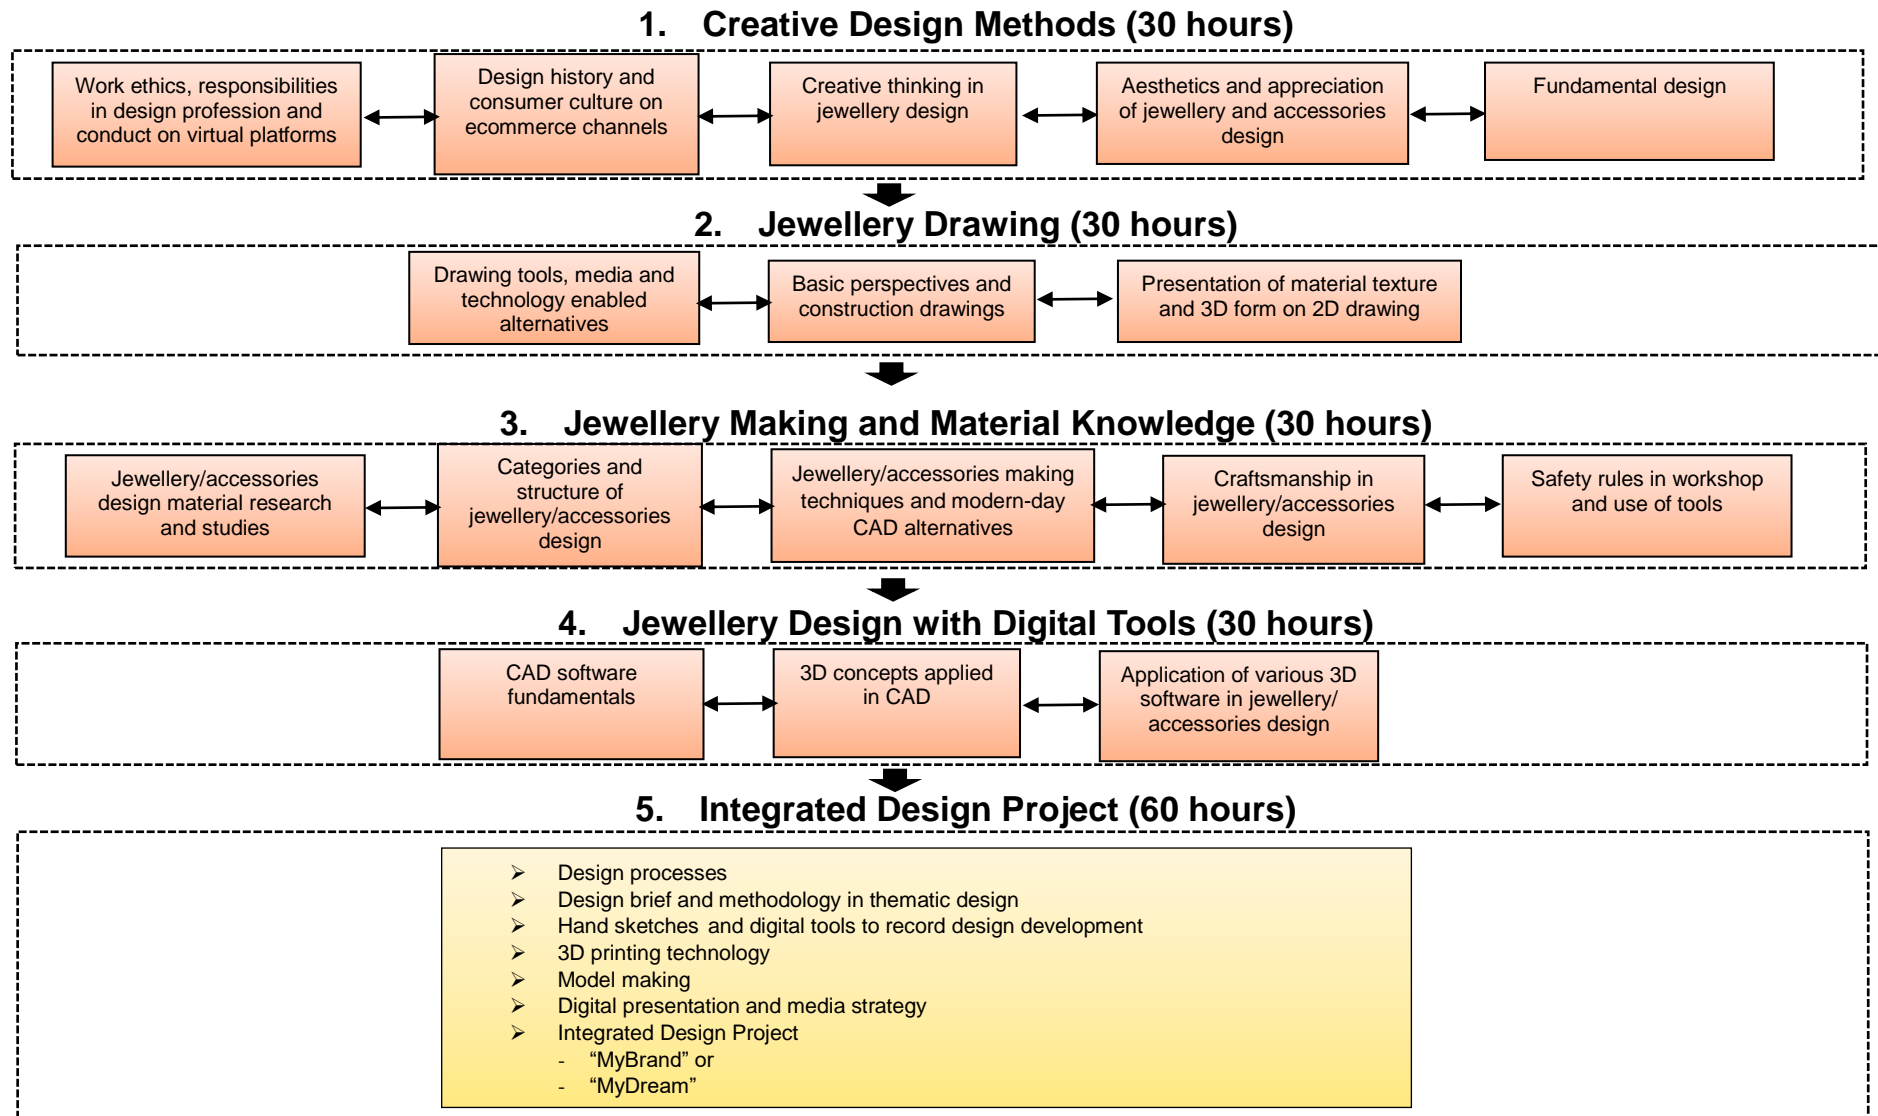 1. Creative Design Methods (30 hours)
Work ethics, responsibilities
in design profession and
conduct on virtual platforms
Design history and
consumer culture on
ecommerce channels
Creative thinking in
jewellery design
Aesthetics and appreciation
of jewellery and accessories
design
Fundamental design
2. Jewellery Drawing (30 hours)
Drawing tools, media and
technology enabled
alternatives
Basic perspectives and
construction drawings
Presentation of material texture
and 3D form on 2D drawing
3. Jewellery Making and Material Knowledge (30 hours)
Jewellery/accessories
design material research
and studies
Categories and
structure of
jewellery/accessories
design
Jewellery/accessories making
techniques and modern-day
CAD alternatives
Craftsmanship in
jewellery/accessories
design
Safety rules in workshop
and use of tools
4. Jewellery Design with Digital Tools (30 hours)
CAD software
fundamentals
3D concepts applied
in CAD
Application of various 3D
software in jewellery/
accessories design
5. Integrated Design Project (60 hours)
➢ Design processes
➢ Design brief and methodology in thematic design
➢ Hand sketches and digital tools to record design development
➢ 3D printing technology
➢ Model making
➢ Digital presentation and media strategy
➢ Integrated Design Project
- “MyBrand” or
- “MyDream”